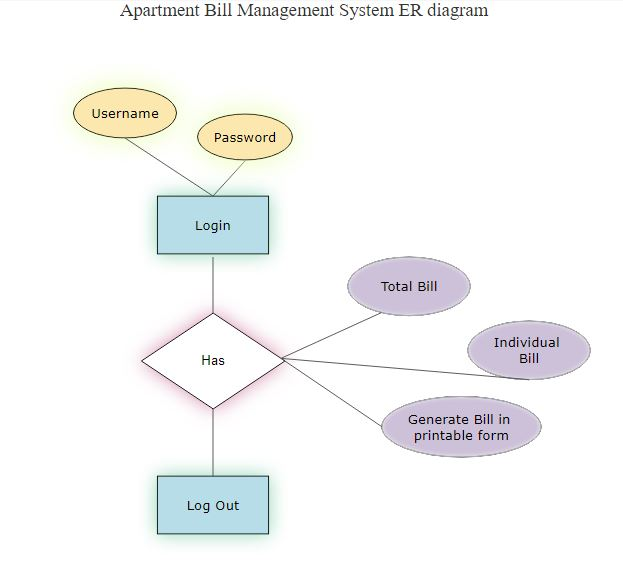 Apartment Bill Management System ER diagram
Username
Password
Login
Total Bill
Individual
Bill
Has
Generate Bill in
printable form
Log Out